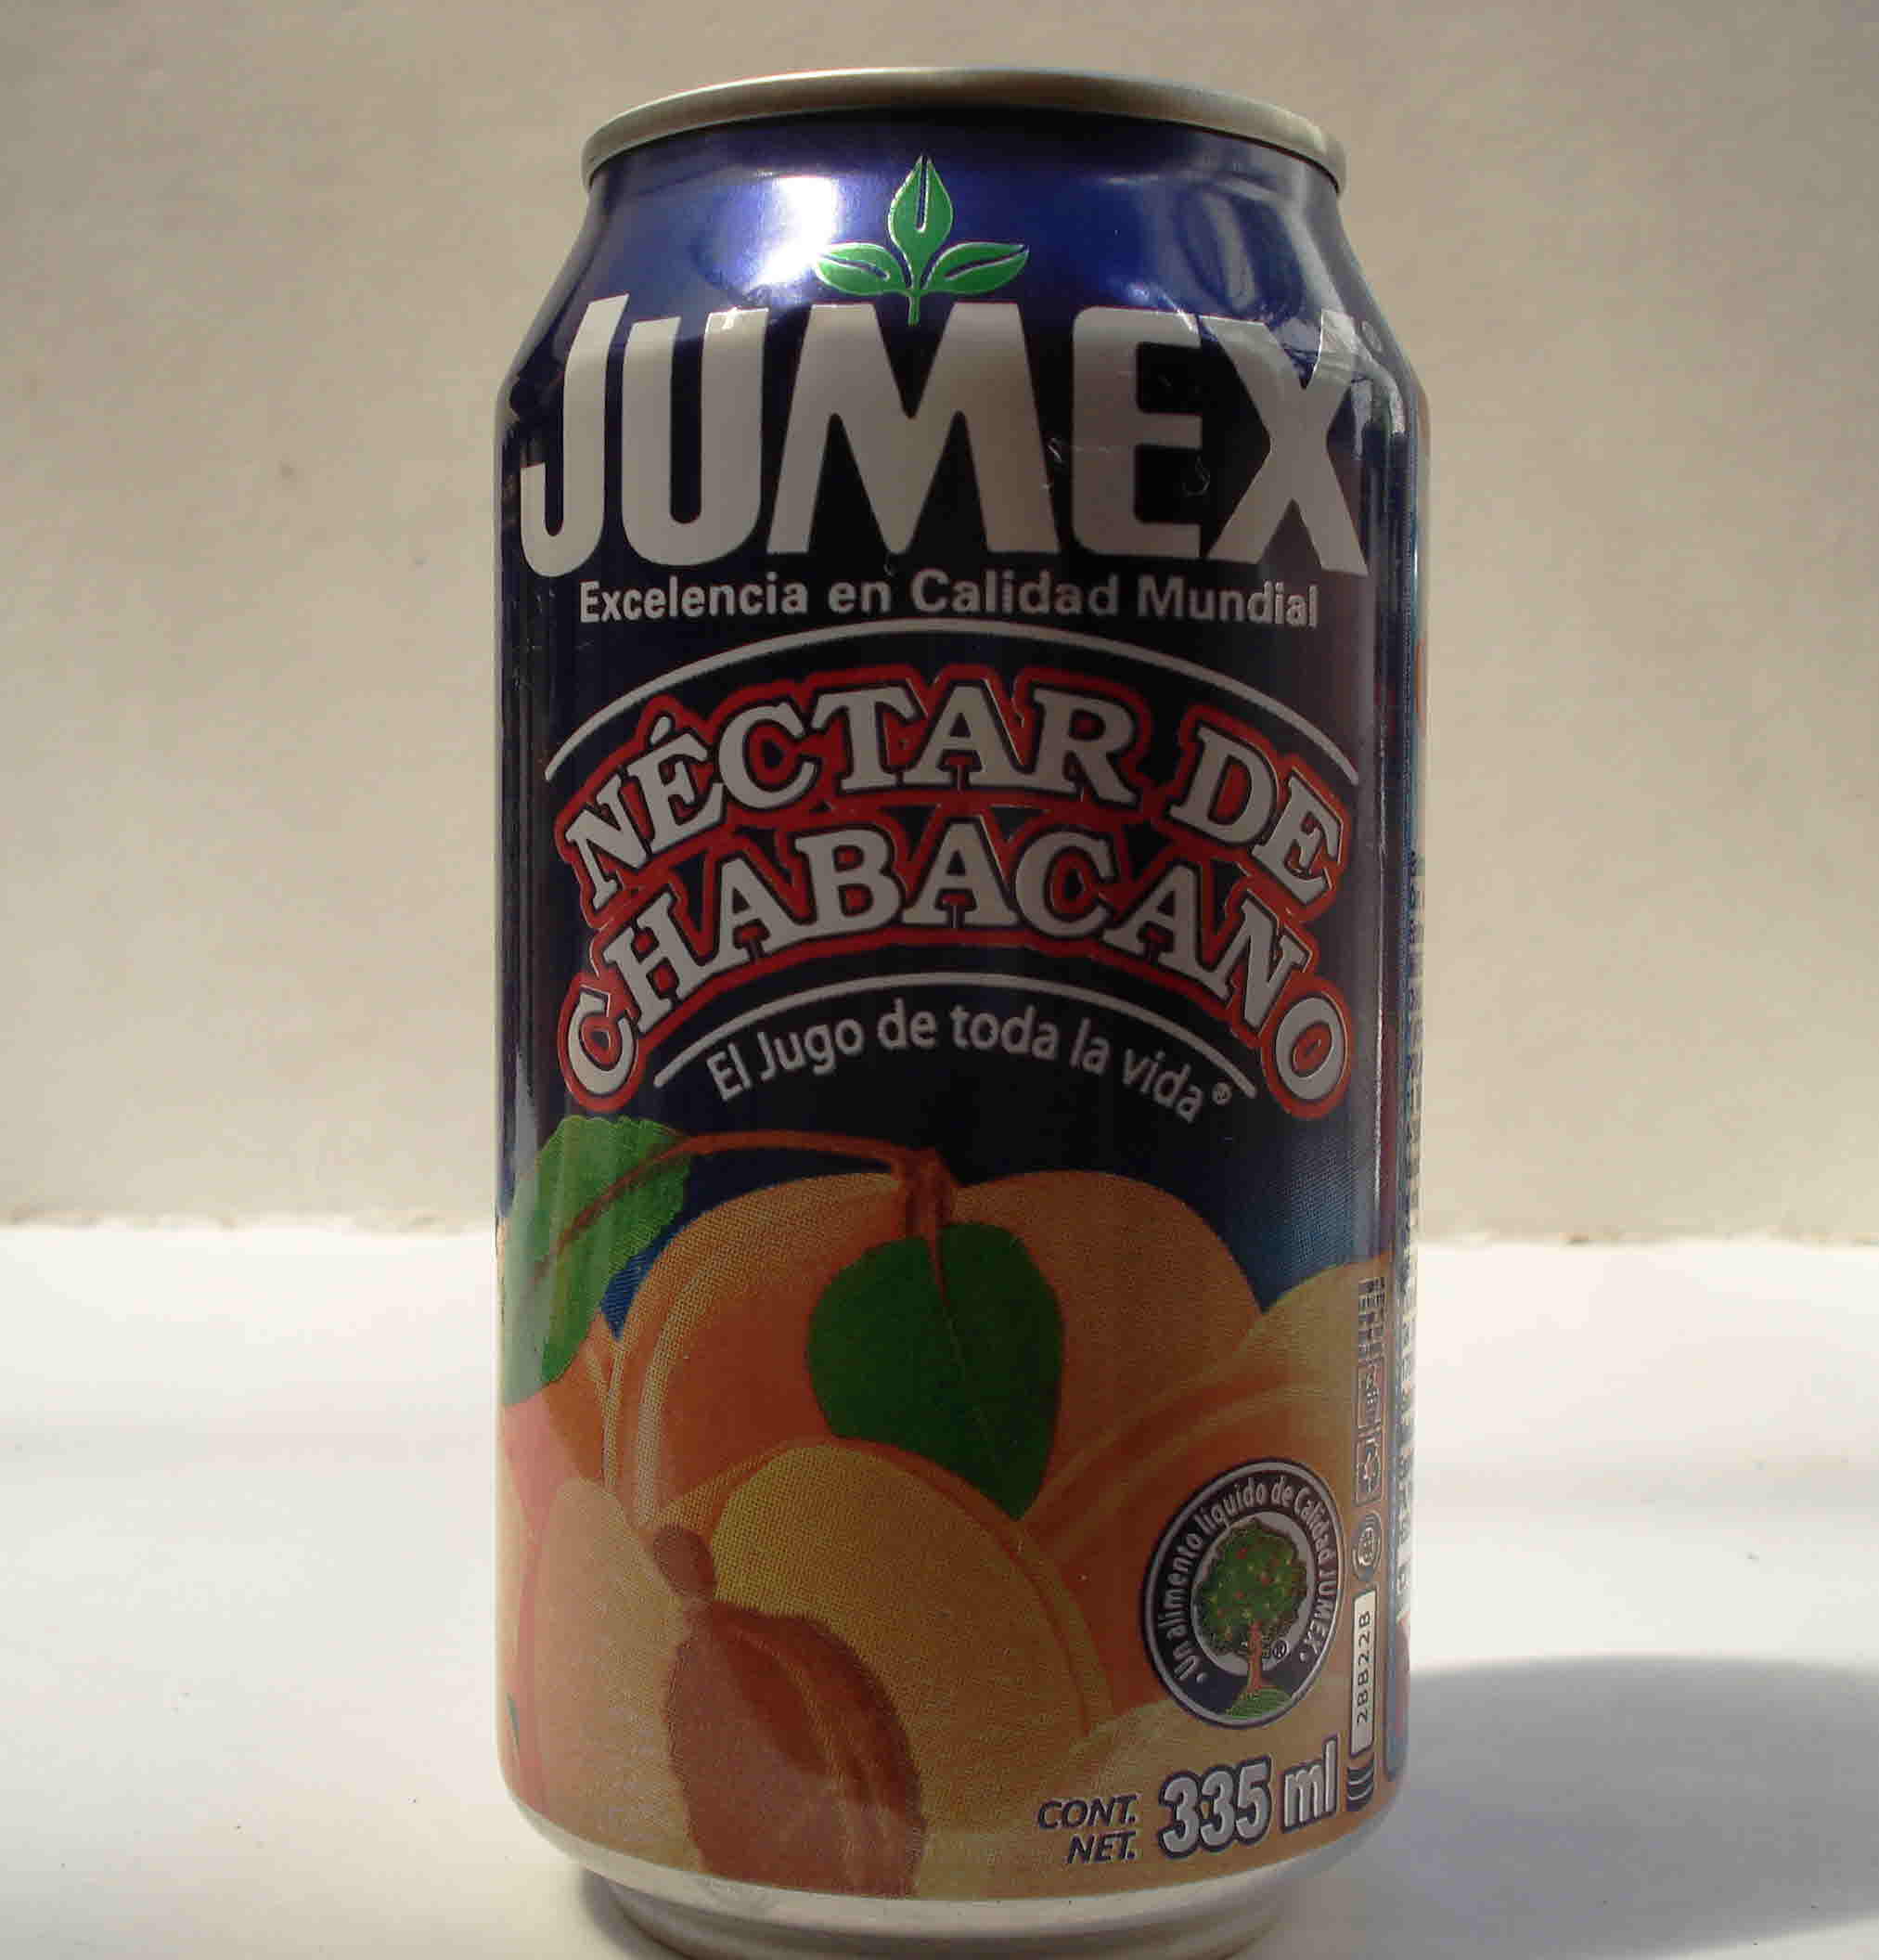 JUMEX
Excelencia en Calidad Mundial
NÉCTAR DE
CHABACANO
El Jugo de toda la vida®
• Un alimento líquido de Calidad JUMEX •
®
2BB22B
CONT.
NET.
335 ml